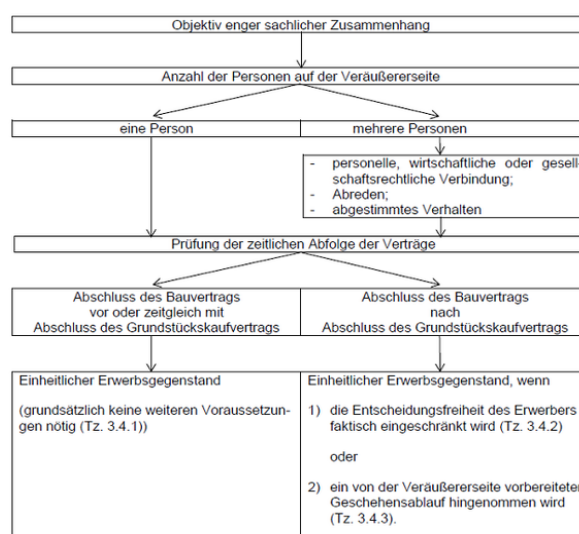 Objektiv enger sachlicher Zusammenhang
Anzahl der Personen auf der Veräußererseite
eine Person
mehrere Personen
- personelle, wirtschaftliche oder gesell-
schaftsrechtliche Verbindung;
- Abreden;
- abgestimmtes Verhalten
Prüfung der zeitlichen Abfolge der Verträge
Abschluss des Bauvertrags
vor oder zeitgleich mit
Abschluss des Grundstückskaufvertrags
Abschluss des Bauvertrags
nach
Abschluss des Grundstückskaufvertrags
Einheitlicher Erwerbsgegenstand
(grundsätzlich keine weiteren Voraussetzun-
gen nötig (Tz. 3.4.1))
Einheitlicher Erwerbsgegenstand, wenn
1) die Entscheidungsfreiheit des Erwerbers
faktisch eingeschränkt wird (Tz. 3.4.2)
oder
2) ein von der Veräußererseite vorbereiteter
Geschehensablauf hingenommen wird
(Tz. 3.4.3).